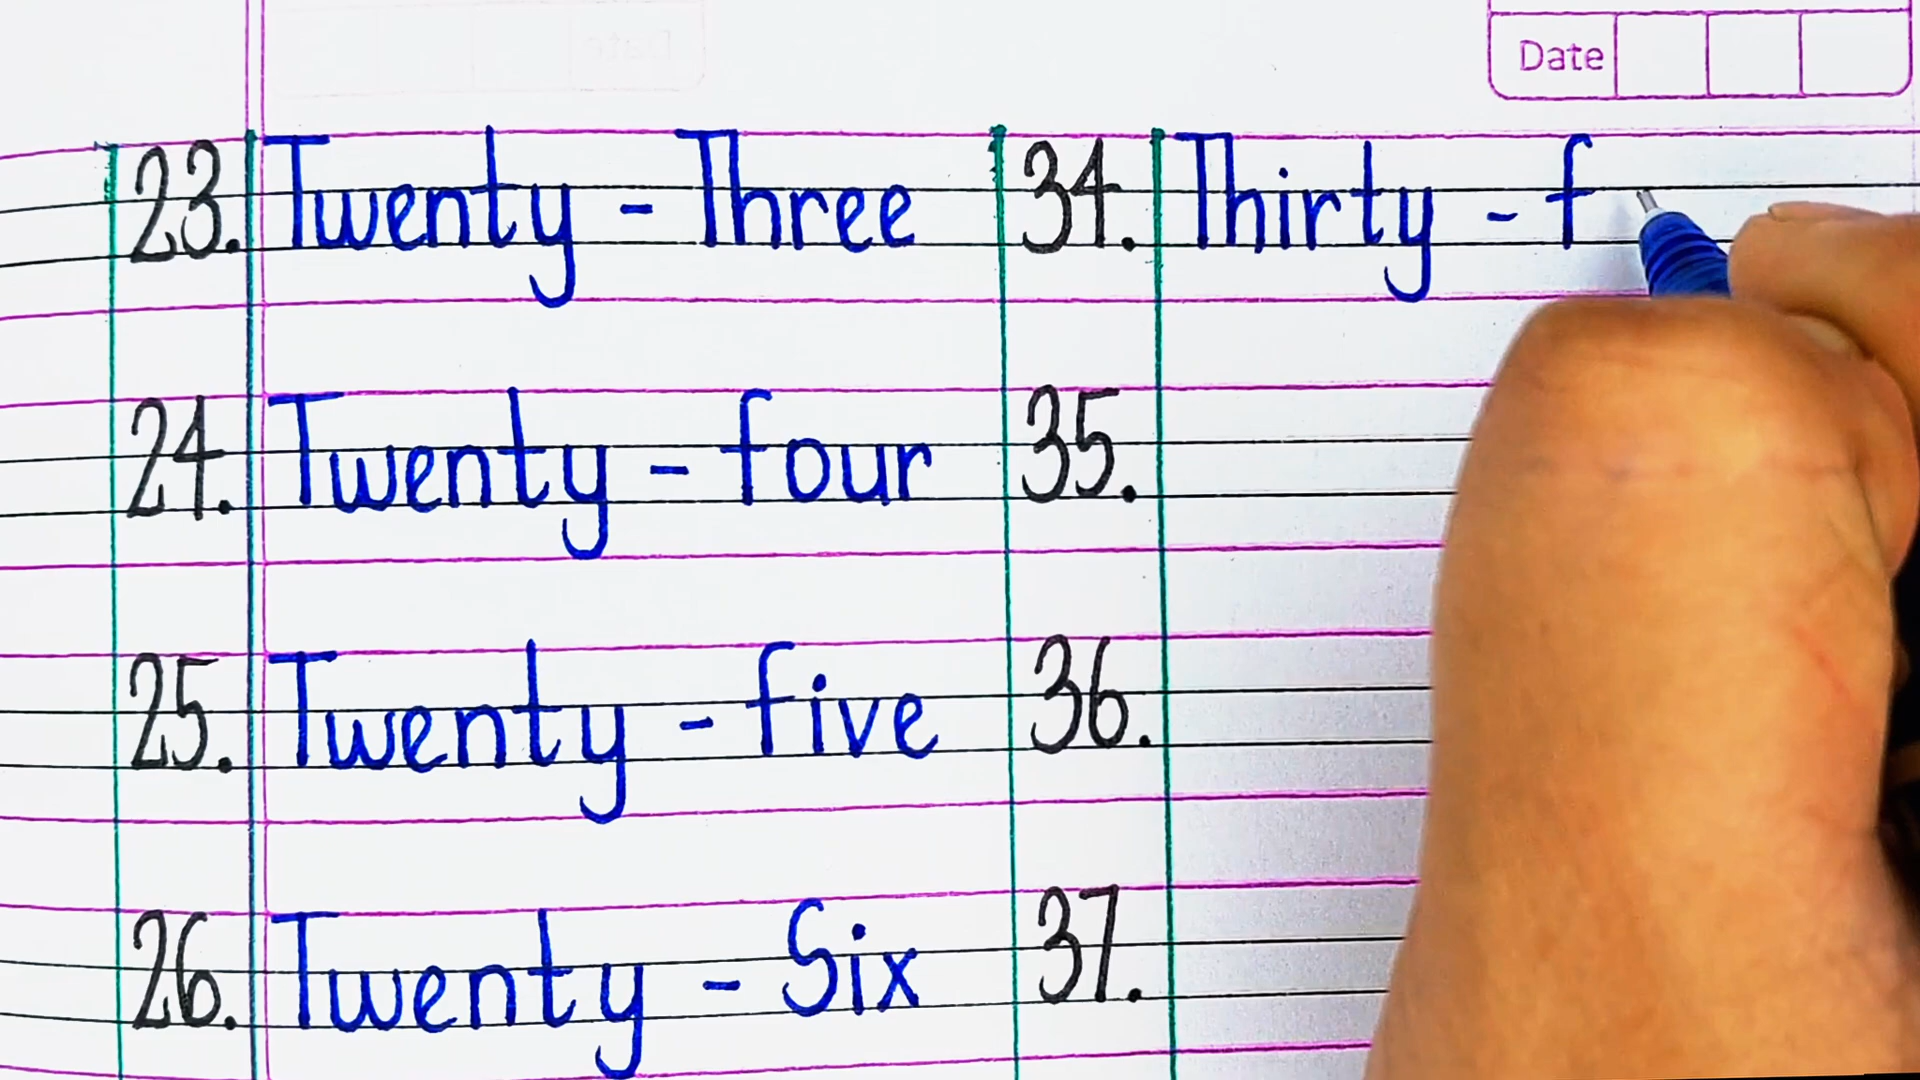 Date
23. Twenty - Three
24. Twenty - four
25. Twenty - five
26. Twenty - Six
34. Thirty - f
35.
36.
37.